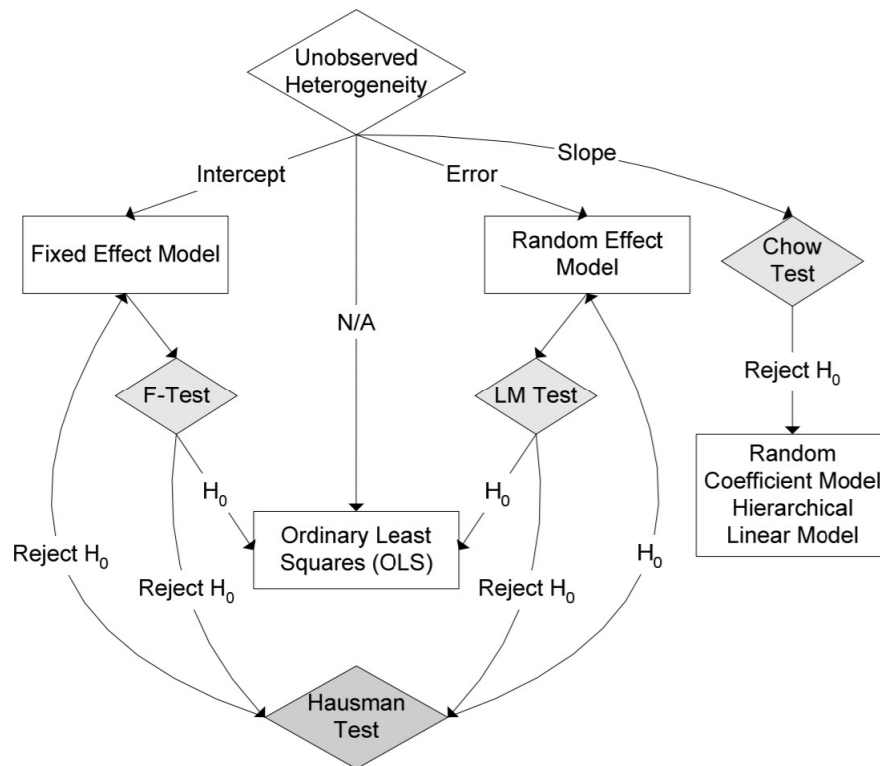 Unobserved
Heterogeneity
Slope
Intercept
Error
Fixed Effect Model
Random Effect
Model
Chow
Test
N/A
Reject H₀
F-Test
LM Test
Random
Coefficient Model
Hierarchical
Linear Model
H₀
H₀
Ordinary Least
Squares (OLS)
Reject H₀
H₀
Reject H₀
Reject H₀
Hausman
Test